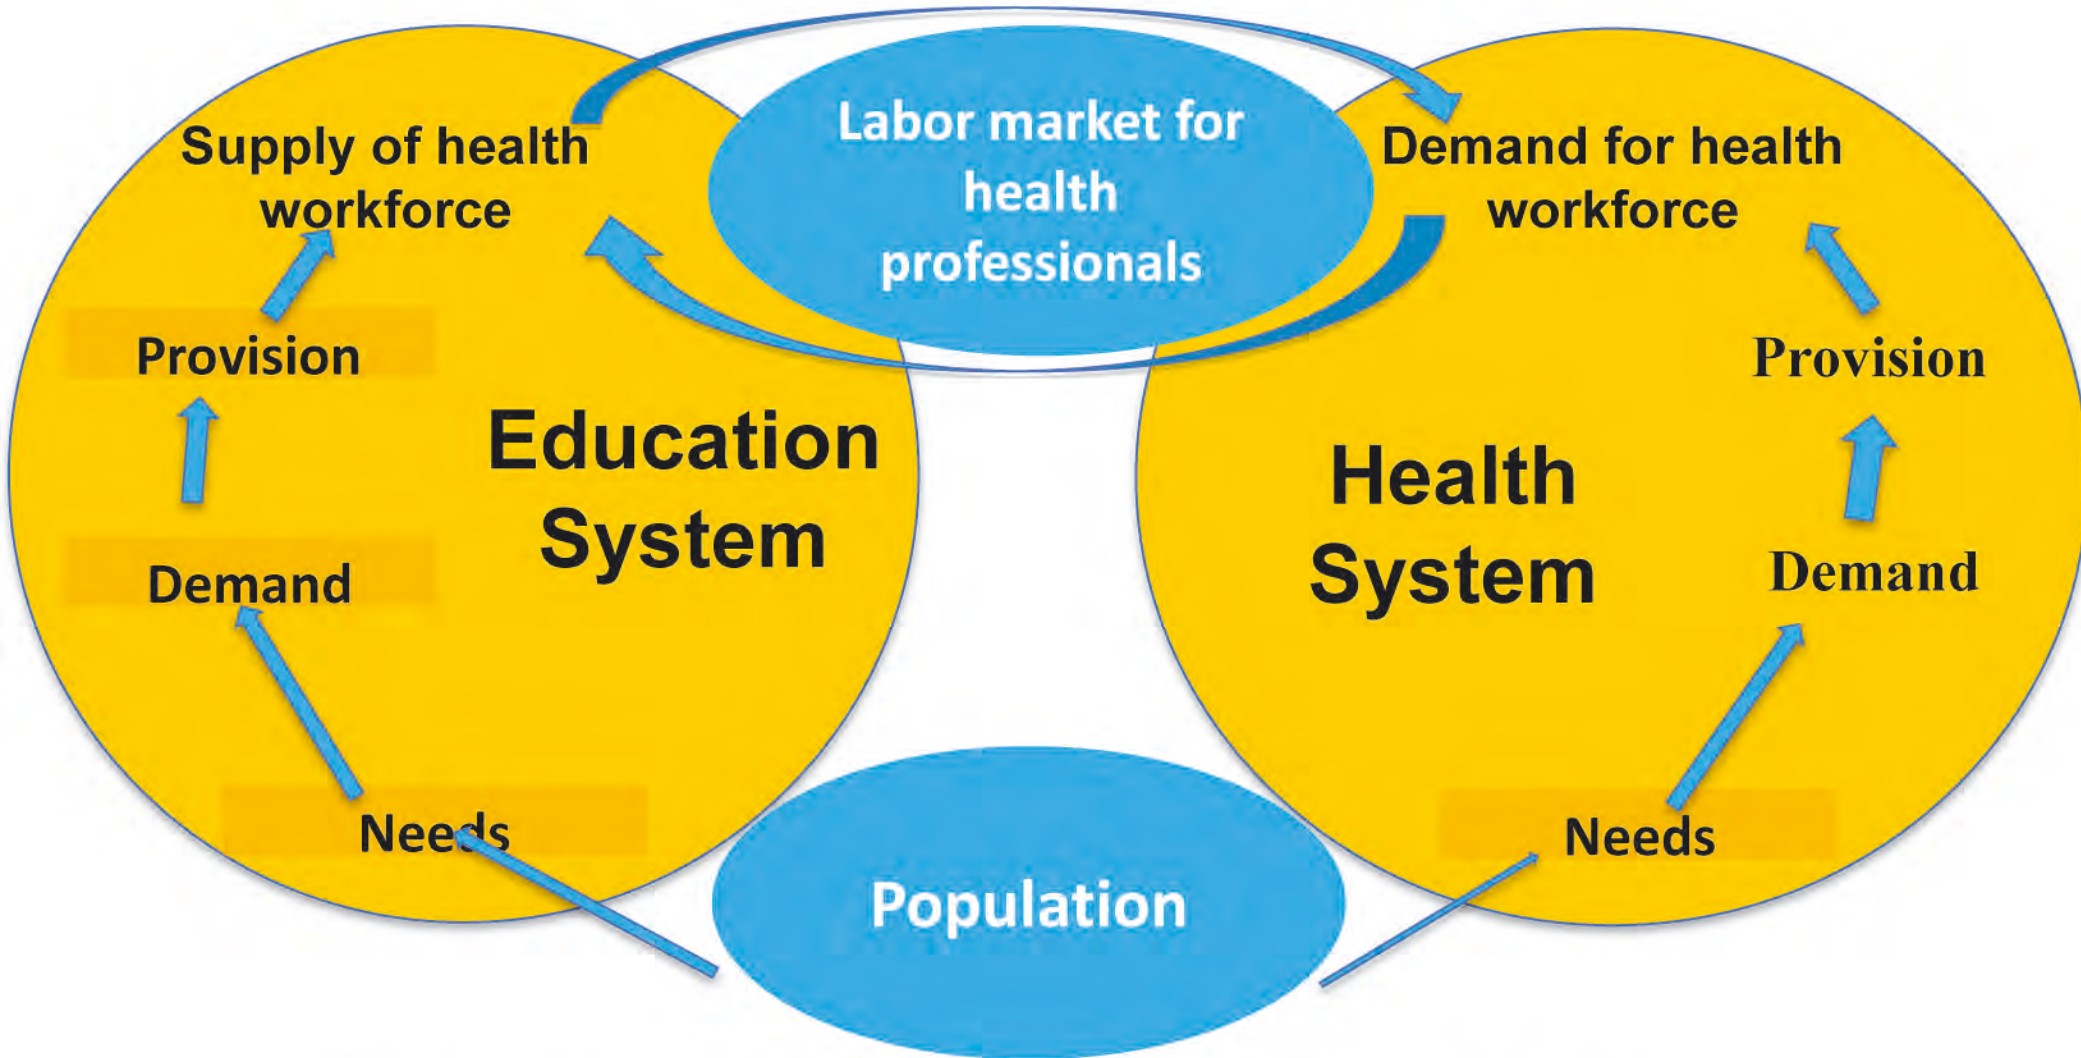 Labor market for
health
professionals
Supply of health
workforce
Provision
Demand
Needs
Education
System
Demand for health
workforce
Provision
Demand
Needs
Health
System
Population